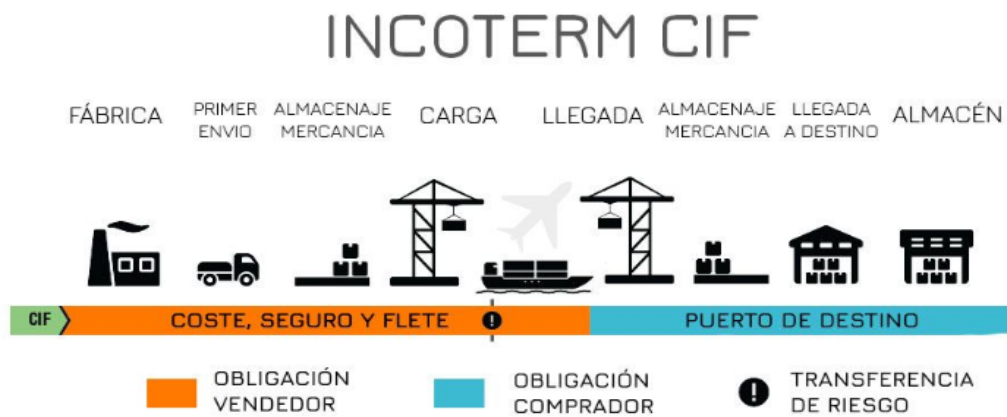 INCOTERM CIF
FÁBRICA
PRIMER
ENVIO
ALMACENAJE
MERCANCIA
CARGA
LLEGADA
ALMACENAJE
MERCANCIA
LLEGADA
A DESTINO
ALMACÉN
CIF
COSTE, SEGURO Y FLETE
!
PUERTO DE DESTINO
OBLIGACIÓN
VENDEDOR
OBLIGACIÓN
COMPRADOR
!
TRANSFERENCIA
DE RIESGO